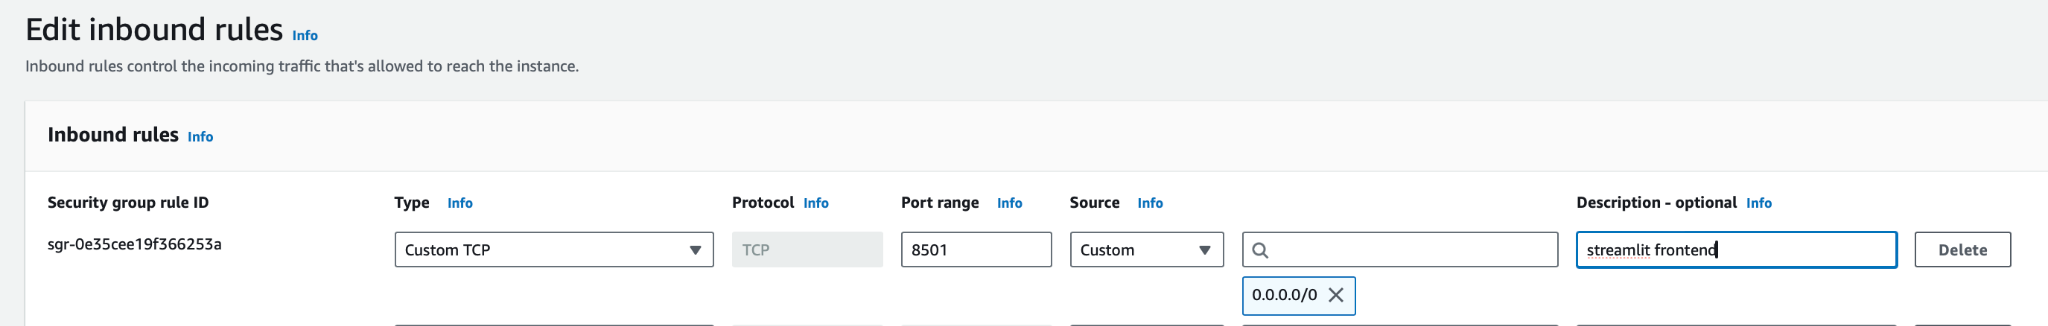 Edit inbound rules Info
Inbound rules control the incoming traffic that's allowed to reach the instance.
Inbound rules Info
Security group rule ID Type Info Protocol Info Port range Info Source Info Description - optional Info
sgr-0e35cee19f366253a Custom TCP TCP 8501 Custom streamlit frontend Delete
0.0.0.0/0